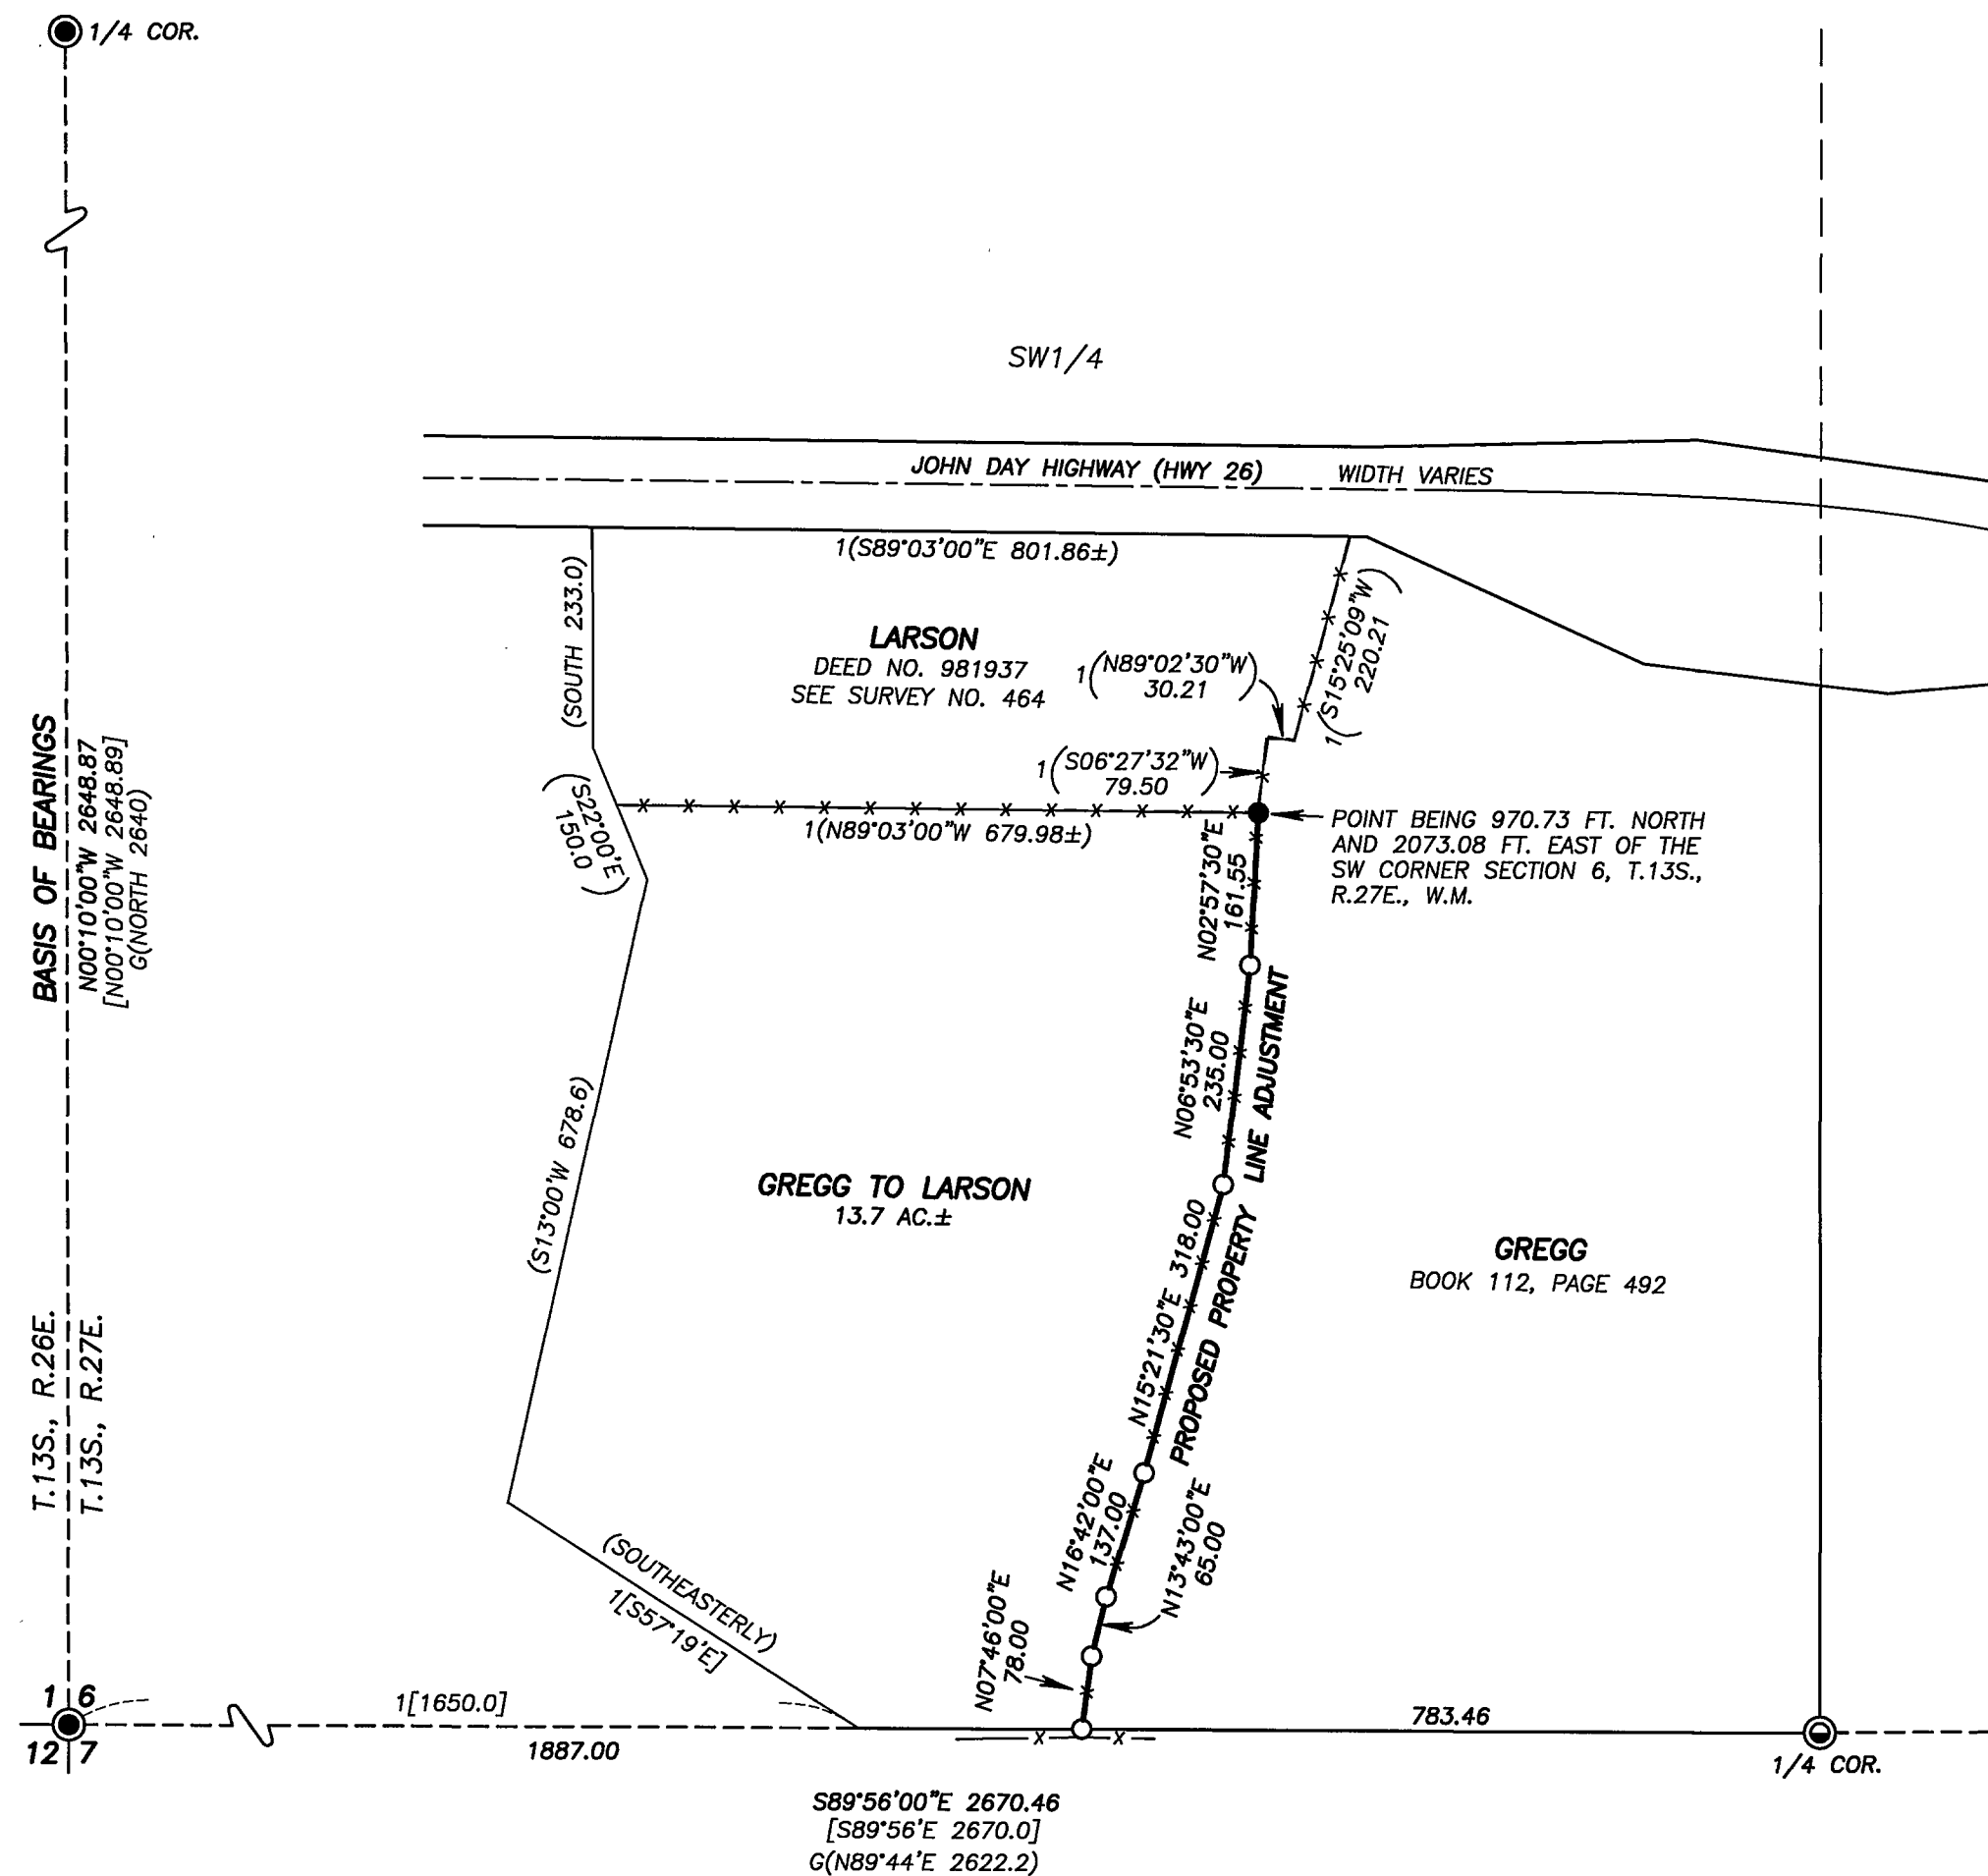 1/4 COR.
SW1/4
JOHN DAY HIGHWAY (HWY 26) WIDTH VARIES
1(S89°03'00"E 801.86±)
(SOUTH 233.0)
LARSON
DEED NO. 981937
SEE SURVEY NO. 464
1(N89°02'30"W)
30.21
1(S15°25'09"W)
220.21
1(S06°27'32"W)
79.50
1(N89°03'00"W 679.98±)
(S22°00'E
150.0)
POINT BEING 970.73 FT. NORTH
AND 2073.08 FT. EAST OF THE
SW CORNER SECTION 6, T.13S.,
R.27E., W.M.
BASIS OF BEARINGS
N00°10'00"W 2648.87
[N00°10'00"W 2648.89]
G(NORTH 2640)
N02°57'30"E
161.55
N06°53'30"E
235.00
PROPOSED PROPERTY LINE ADJUSTMENT
(S13°00'W 678.6)
GREGG TO LARSON
13.7 AC.±
N15°21'30"E 318.00
GREGG
BOOK 112, PAGE 492
T.13S., R.26E.
T.13S., R.27E.
N16°42'00"E
137.00
N13°43'00"E
65.00
(SOUTHEASTERLY)
1[S57°19'E]
N07°46'00"E
78.00
1 6
12 7
1[1650.0]
1887.00
783.46
1/4 COR.
S89°56'00"E 2670.46
[S89°56'E 2670.0]
G(N89°44'E 2622.2)